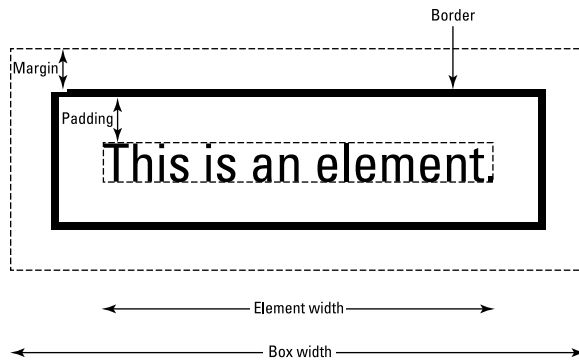 Border
Margin
Padding
This is an element.
Element width
Box width